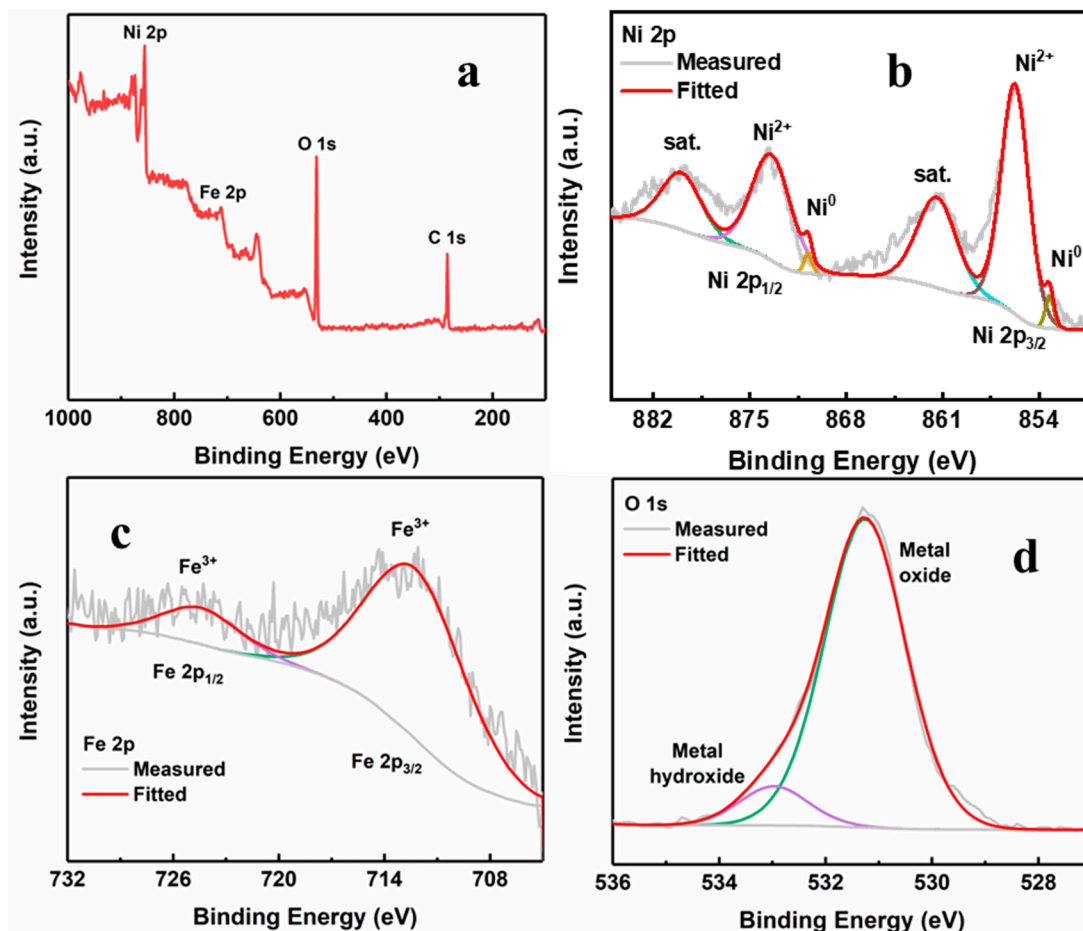 a
Ni 2p
O 1s
Fe 2p
C 1s
Intensity (a.u.)
1000 800 600 400 200
Binding Energy (eV)
b
Ni 2p
Measured
Fitted
Ni²⁺
Ni²⁺
sat.
sat.
Ni⁰
Ni⁰
Ni 2p₁/₂
Ni 2p₃/₂
Intensity (a.u.)
882 875 868 861 854
Binding Energy (eV)
c
Fe³⁺
Fe³⁺
Fe 2p₁/₂
Fe 2p₃/₂
Fe 2p
Measured
Fitted
Intensity (a.u.)
732 726 720 714 708
Binding Energy (eV)
O 1s
Measured
Fitted
Metal
oxide
d
Metal
hydroxide
Intensity (a.u.)
536 534 532 530 528
Binding Energy (eV)